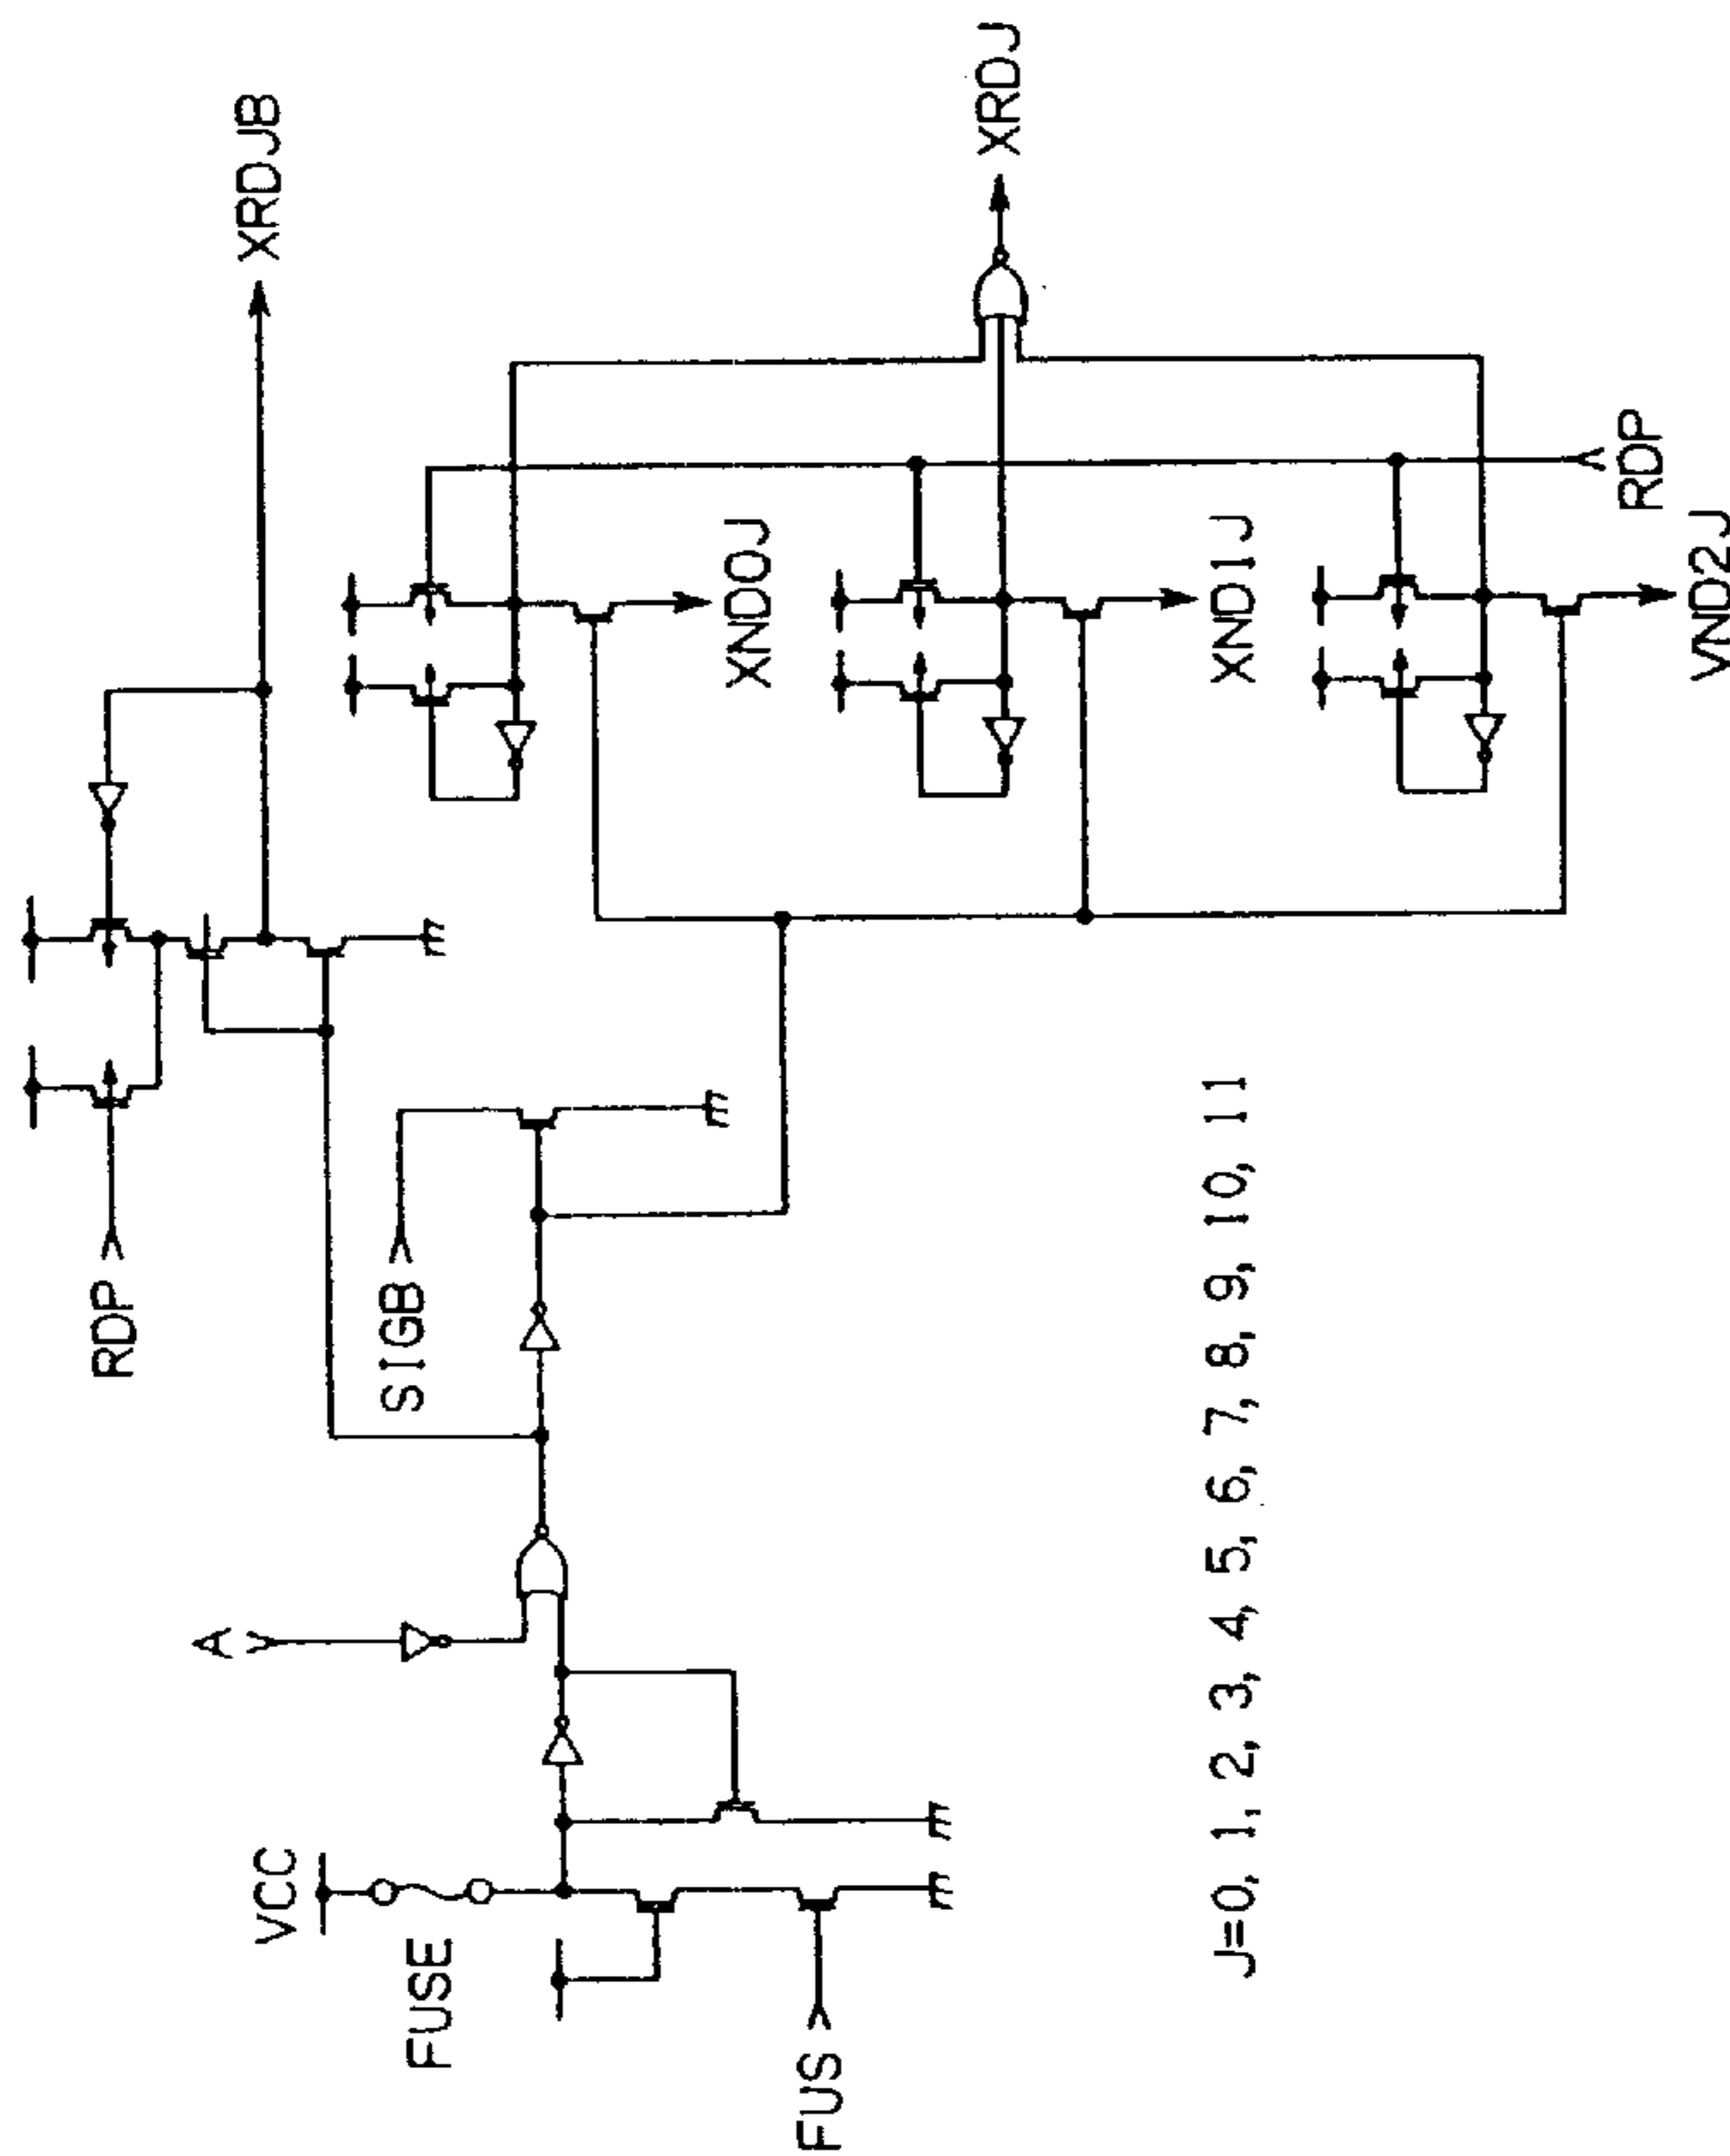 RDP
XRDJB
SIGB
A
VCC
FUSE
FUS
XND0J
XND1J
VND2J
RDP
XRDJ
J=0, 1, 2, 3, 4, 5, 6, 7, 8, 9, 10, 11